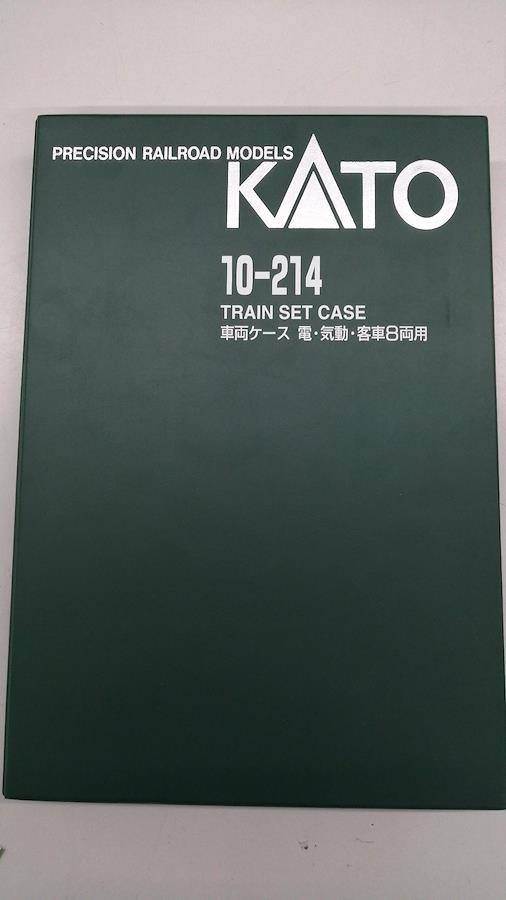 PRECISION RAILROAD MODELS
KATO
10-214
TRAIN SET CASE
車両ケース 電・気動・客車8両用